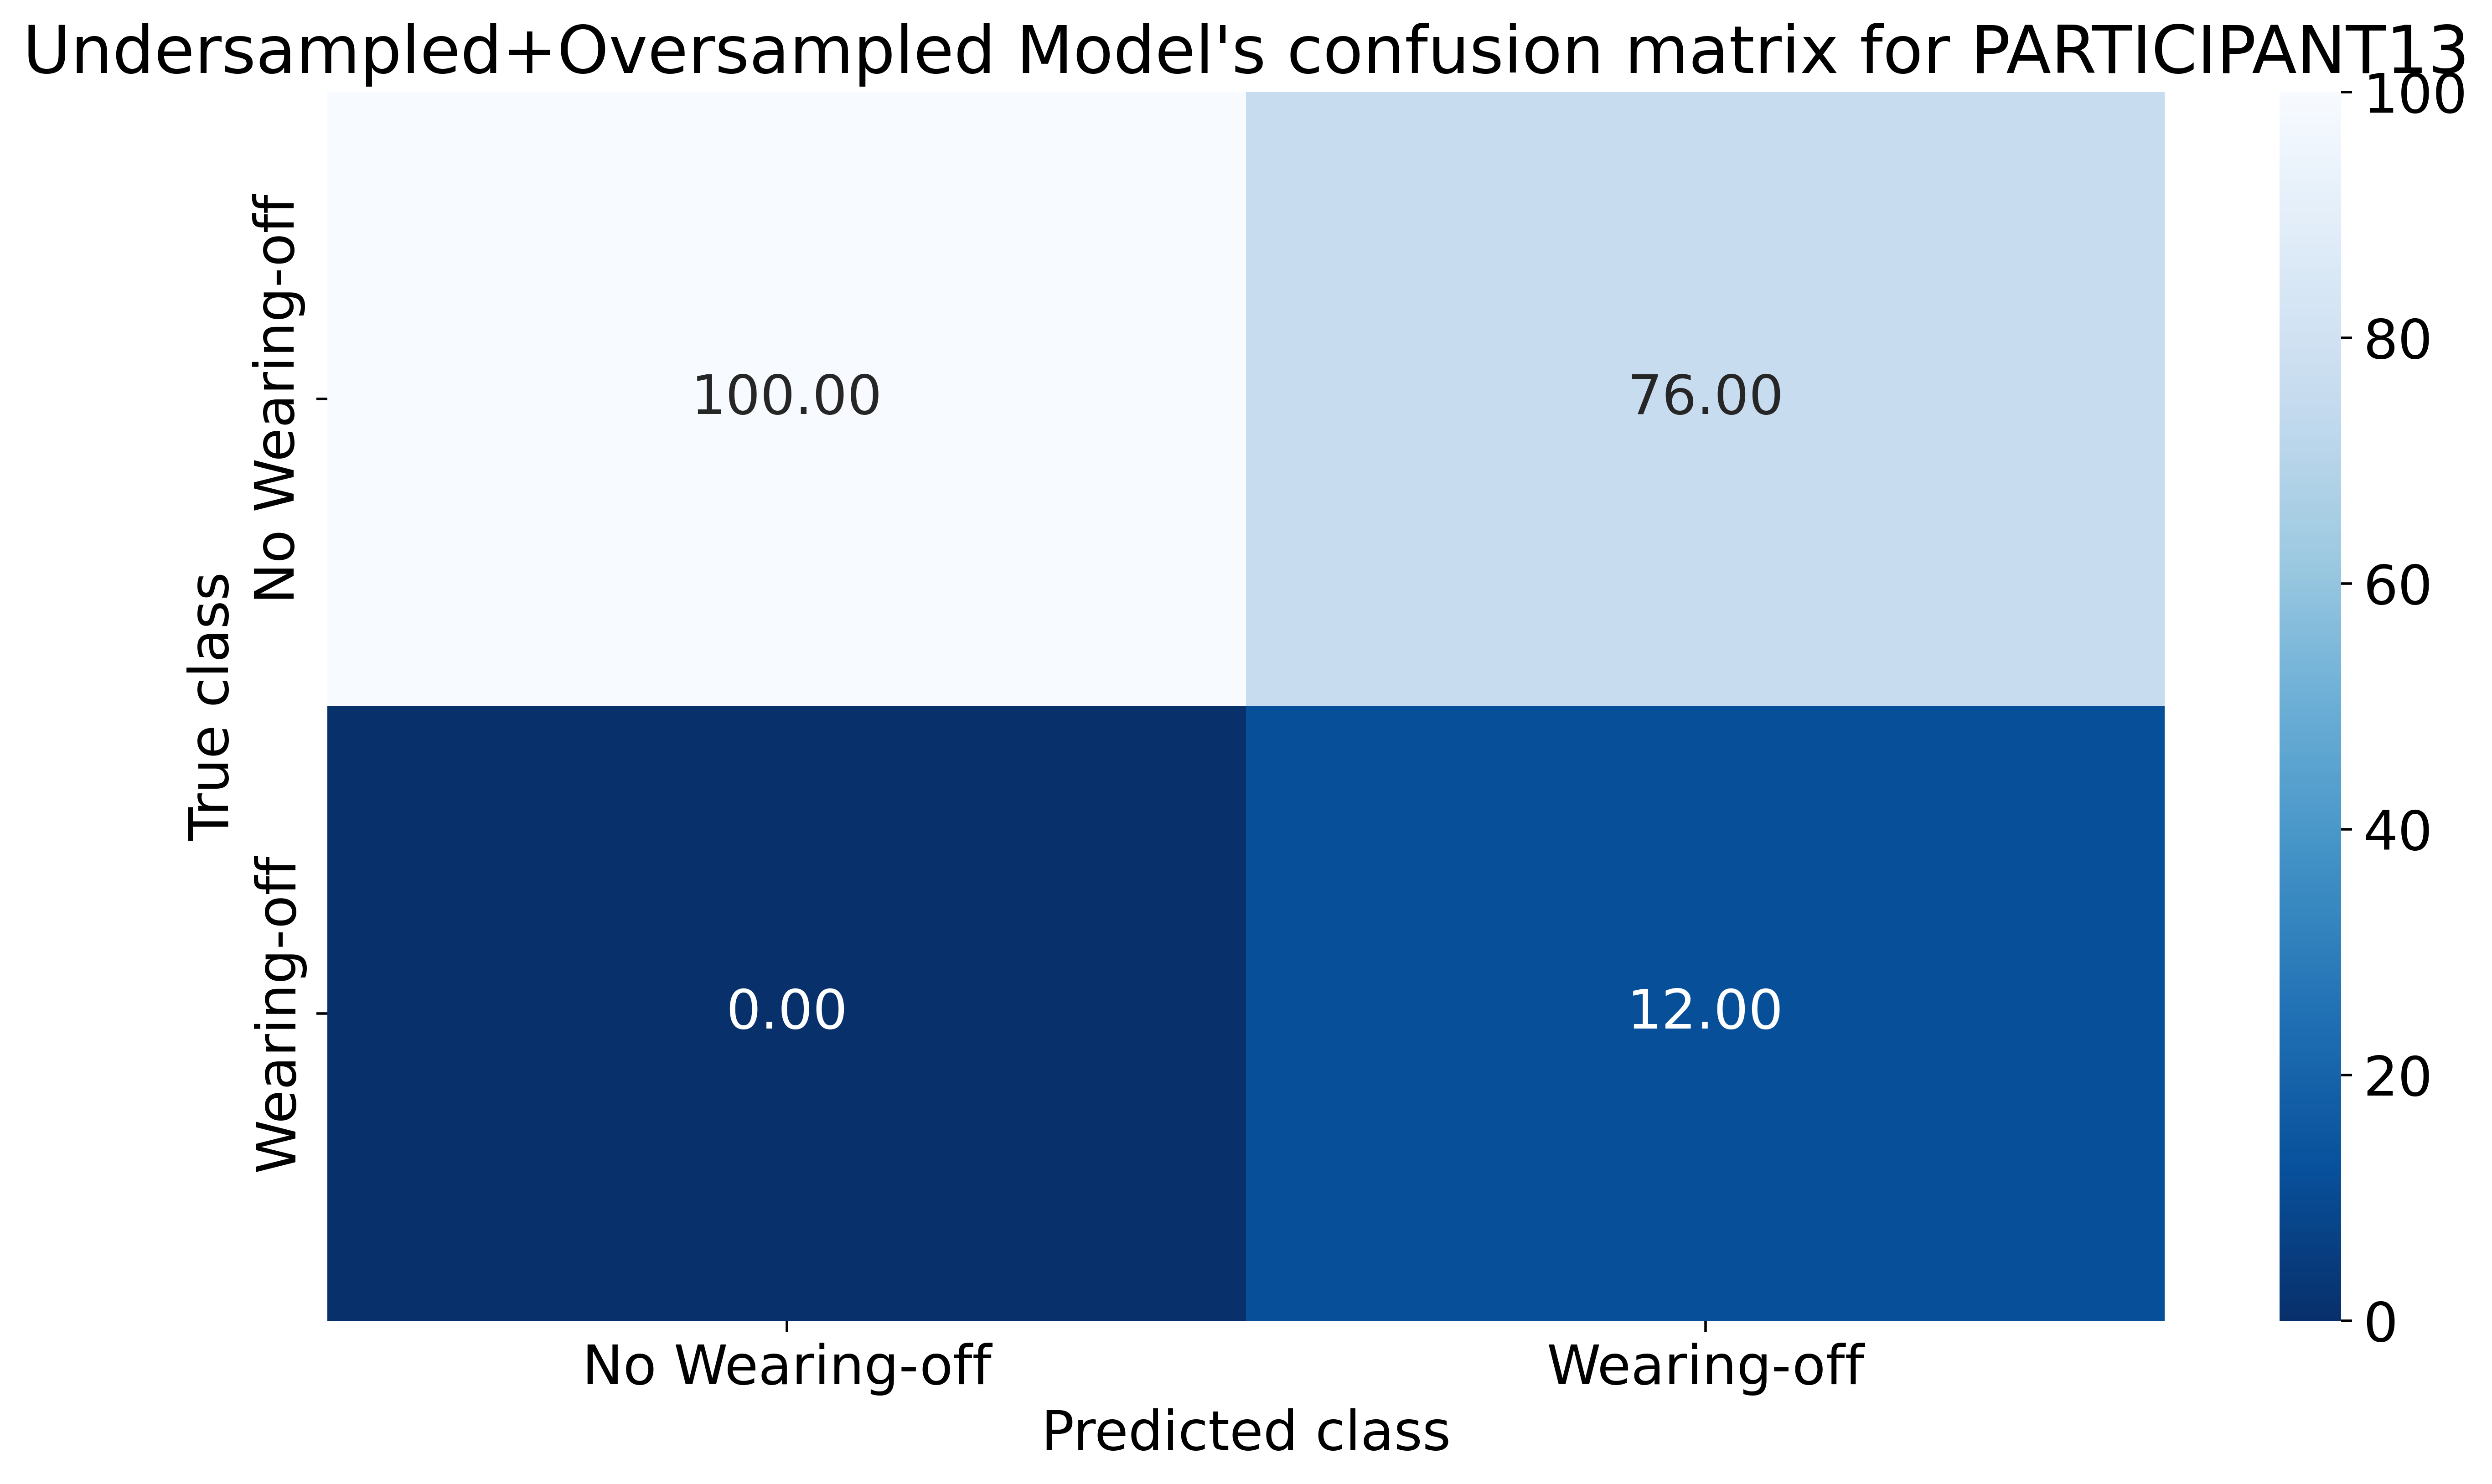 Undersampled+Oversampled Model's confusion matrix for PARTICIPANT13
True class
No Wearing-off
Wearing-off
100.00
76.00
0.00
12.00
No Wearing-off
Wearing-off
Predicted class
100
80
60
40
20
0